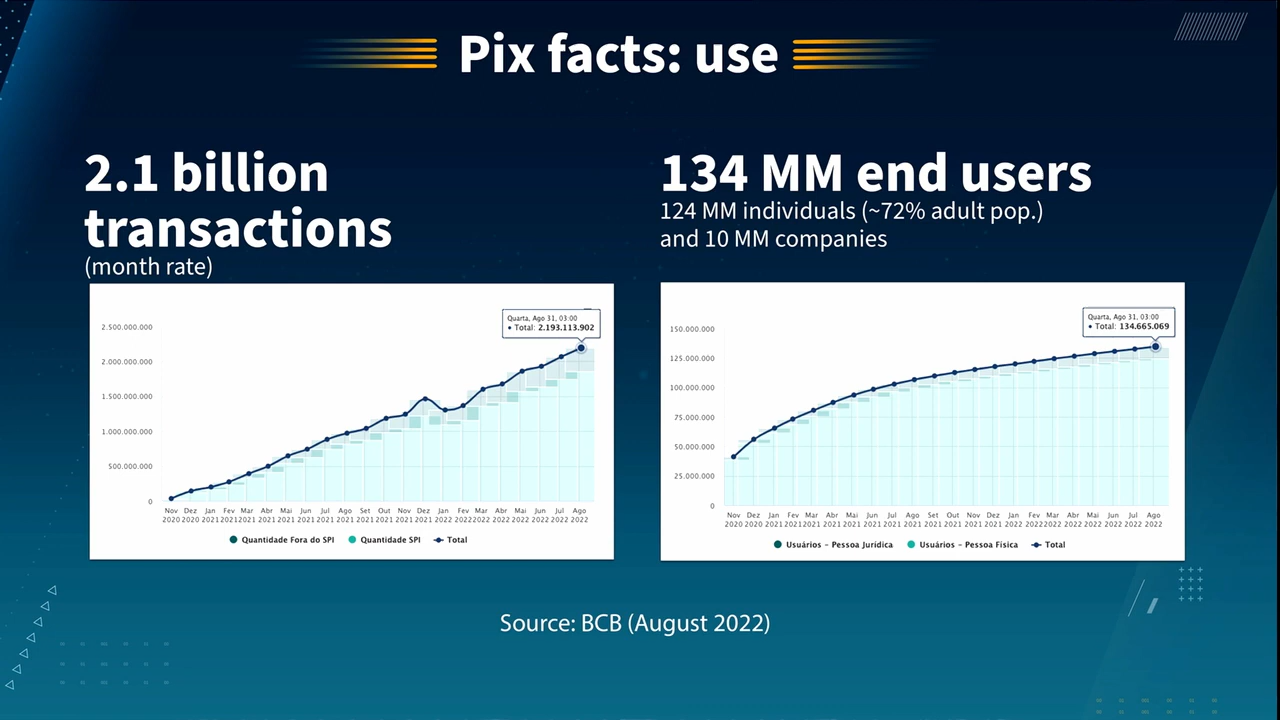 Pix facts: use
2.1 billion
transactions
(month rate)
134 MM end users
124 MM individuals (~72% adult pop.)
and 10 MM companies
Quarta, Ago 31, 03:00
Total: 2.193.113.902
2.500.000.000
2.000.000.000
1.500.000.000
1.000.000.000
500.000.000
0
Nov Dez Jan Fev Mar Abr Mai Jun Jul Ago Set Out Nov Dez Jan Fev Mar Abr Mai Jun Jul Ago
2020 2020 2021 2021 2021 2021 2021 2021 2021 2021 2021 2021 2021 2021 2022 2022 2022 2022 2022 2022 2022 2022
Quantidade Fora do SPI Quantidade SPI Total
Quarta, Ago 31, 03:00
Total: 134.665.069
150.000.000
125.000.000
100.000.000
75.000.000
50.000.000
25.000.000
0
Nov Dez Jan Fev Mar Abr Mai Jun Jul Ago Set Out Nov Dez Jan Fev Mar Abr Mai Jun Jul Ago
2020 2020 2021 2021 2021 2021 2021 2021 2021 2021 2021 2021 2021 2021 2022 2022 2022 2022 2022 2022 2022 2022
Usuários - Pessoa Jurídica Usuários - Pessoa Física Total
Source: BCB (August 2022)